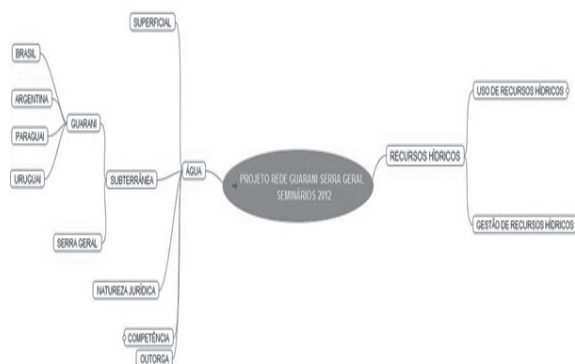 SUPERFICIAL
BRASIL
ARGENTINA
GUARANI
PARAGUAI
URUGUAI
SUBTERRÂNEA
ÁGUA
SERRA GERAL
NATUREZA JURÍDICA
COMPETÊNCIA
OUTORGA
PROJETO REDE GUARANI SERRA GERAL
SEMINÁRIOS 2012
RECURSOS HÍDRICOS
USO DE RECURSOS HÍDRICOS
GESTÃO DE RECURSOS HÍDRICOS